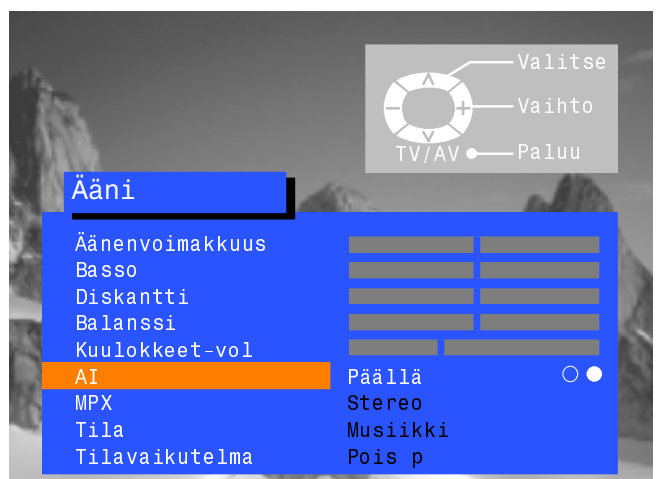 Valitse
Vaihto
TV/AV Paluu
Ääni
Äänenvoimakkuus
Basso
Diskantti
Balanssi
Kuulokkeet-vol
AI Päällä
MPX Stereo
Tila Musiikki
Tilavaikutelma Pois p